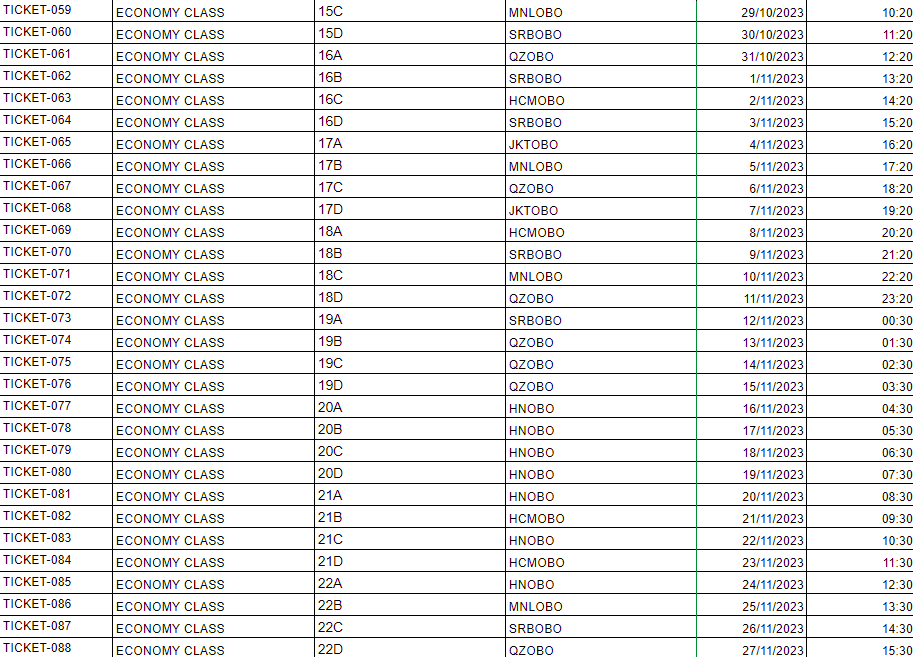 TICKET-059 ECONOMY CLASS 15C MNLOBO 29/10/2023 10:20
TICKET-060 ECONOMY CLASS 15D SRBOBO 30/10/2023 11:20
TICKET-061 ECONOMY CLASS 16A QZOBO 31/10/2023 12:20
TICKET-062 ECONOMY CLASS 16B SRBOBO 1/11/2023 13:20
TICKET-063 ECONOMY CLASS 16C HCMOBO 2/11/2023 14:20
TICKET-064 ECONOMY CLASS 16D SRBOBO 3/11/2023 15:20
TICKET-065 ECONOMY CLASS 17A JKTOBO 4/11/2023 16:20
TICKET-066 ECONOMY CLASS 17B MNLOBO 5/11/2023 17:20
TICKET-067 ECONOMY CLASS 17C QZOBO 6/11/2023 18:20
TICKET-068 ECONOMY CLASS 17D JKTOBO 7/11/2023 19:20
TICKET-069 ECONOMY CLASS 18A HCMOBO 8/11/2023 20:20
TICKET-070 ECONOMY CLASS 18B SRBOBO 9/11/2023 21:20
TICKET-071 ECONOMY CLASS 18C MNLOBO 10/11/2023 22:20
TICKET-072 ECONOMY CLASS 18D QZOBO 11/11/2023 23:20
TICKET-073 ECONOMY CLASS 19A SRBOBO 12/11/2023 00:30
TICKET-074 ECONOMY CLASS 19B QZOBO 13/11/2023 01:30
TICKET-075 ECONOMY CLASS 19C QZOBO 14/11/2023 02:30
TICKET-076 ECONOMY CLASS 19D QZOBO 15/11/2023 03:30
TICKET-077 ECONOMY CLASS 20A HNOBO 16/11/2023 04:30
TICKET-078 ECONOMY CLASS 20B HNOBO 17/11/2023 05:30
TICKET-079 ECONOMY CLASS 20C HNOBO 18/11/2023 06:30
TICKET-080 ECONOMY CLASS 20D HNOBO 19/11/2023 07:30
TICKET-081 ECONOMY CLASS 21A HNOBO 20/11/2023 08:30
TICKET-082 ECONOMY CLASS 21B HCMOBO 21/11/2023 09:30
TICKET-083 ECONOMY CLASS 21C HNOBO 22/11/2023 10:30
TICKET-084 ECONOMY CLASS 21D HCMOBO 23/11/2023 11:30
TICKET-085 ECONOMY CLASS 22A HNOBO 24/11/2023 12:30
TICKET-086 ECONOMY CLASS 22B MNLOBO 25/11/2023 13:30
TICKET-087 ECONOMY CLASS 22C SRBOBO 26/11/2023 14:30
TICKET-088 ECONOMY CLASS 22D QZOBO 27/11/2023 15:30